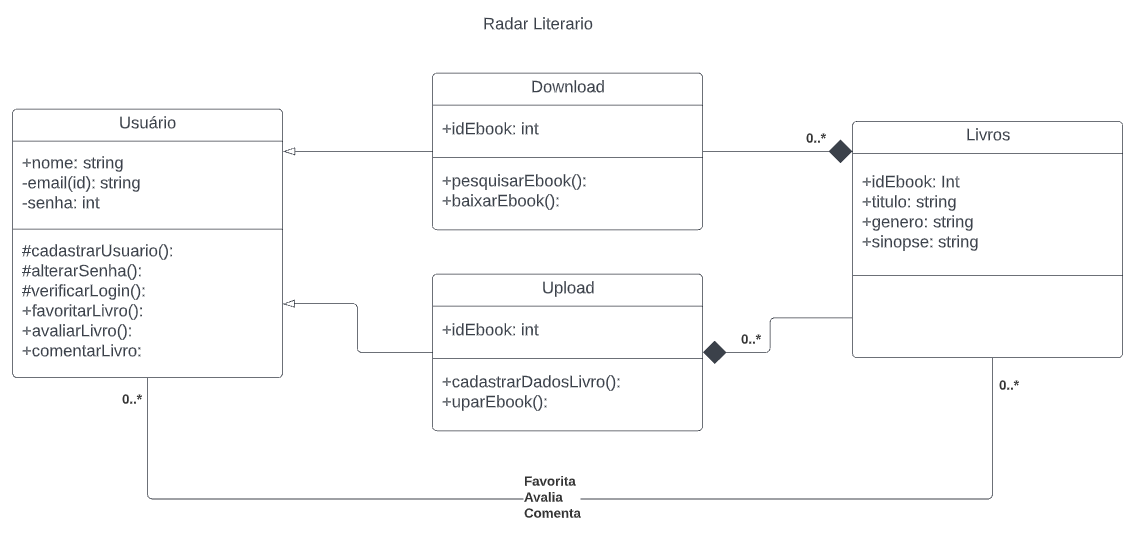 Radar Literario
Usuário
+nome: string
-email(id): string
-senha: int
#cadastrarUsuario():
#alterarSenha():
#verificarLogin():
+favoritarLivro():
+avaliarLivro():
+comentarLivro:
0..*
Download
+idEbook: int
+pesquisarEbook():
+baixarEbook():
0..*
Upload
+idEbook: int
+cadastrarDadosLivro():
+uparEbook():
0..*
Livros
+idEbook: Int
+titulo: string
+genero: string
+sinopse: string
0..*
Favorita
Avalia
Comenta